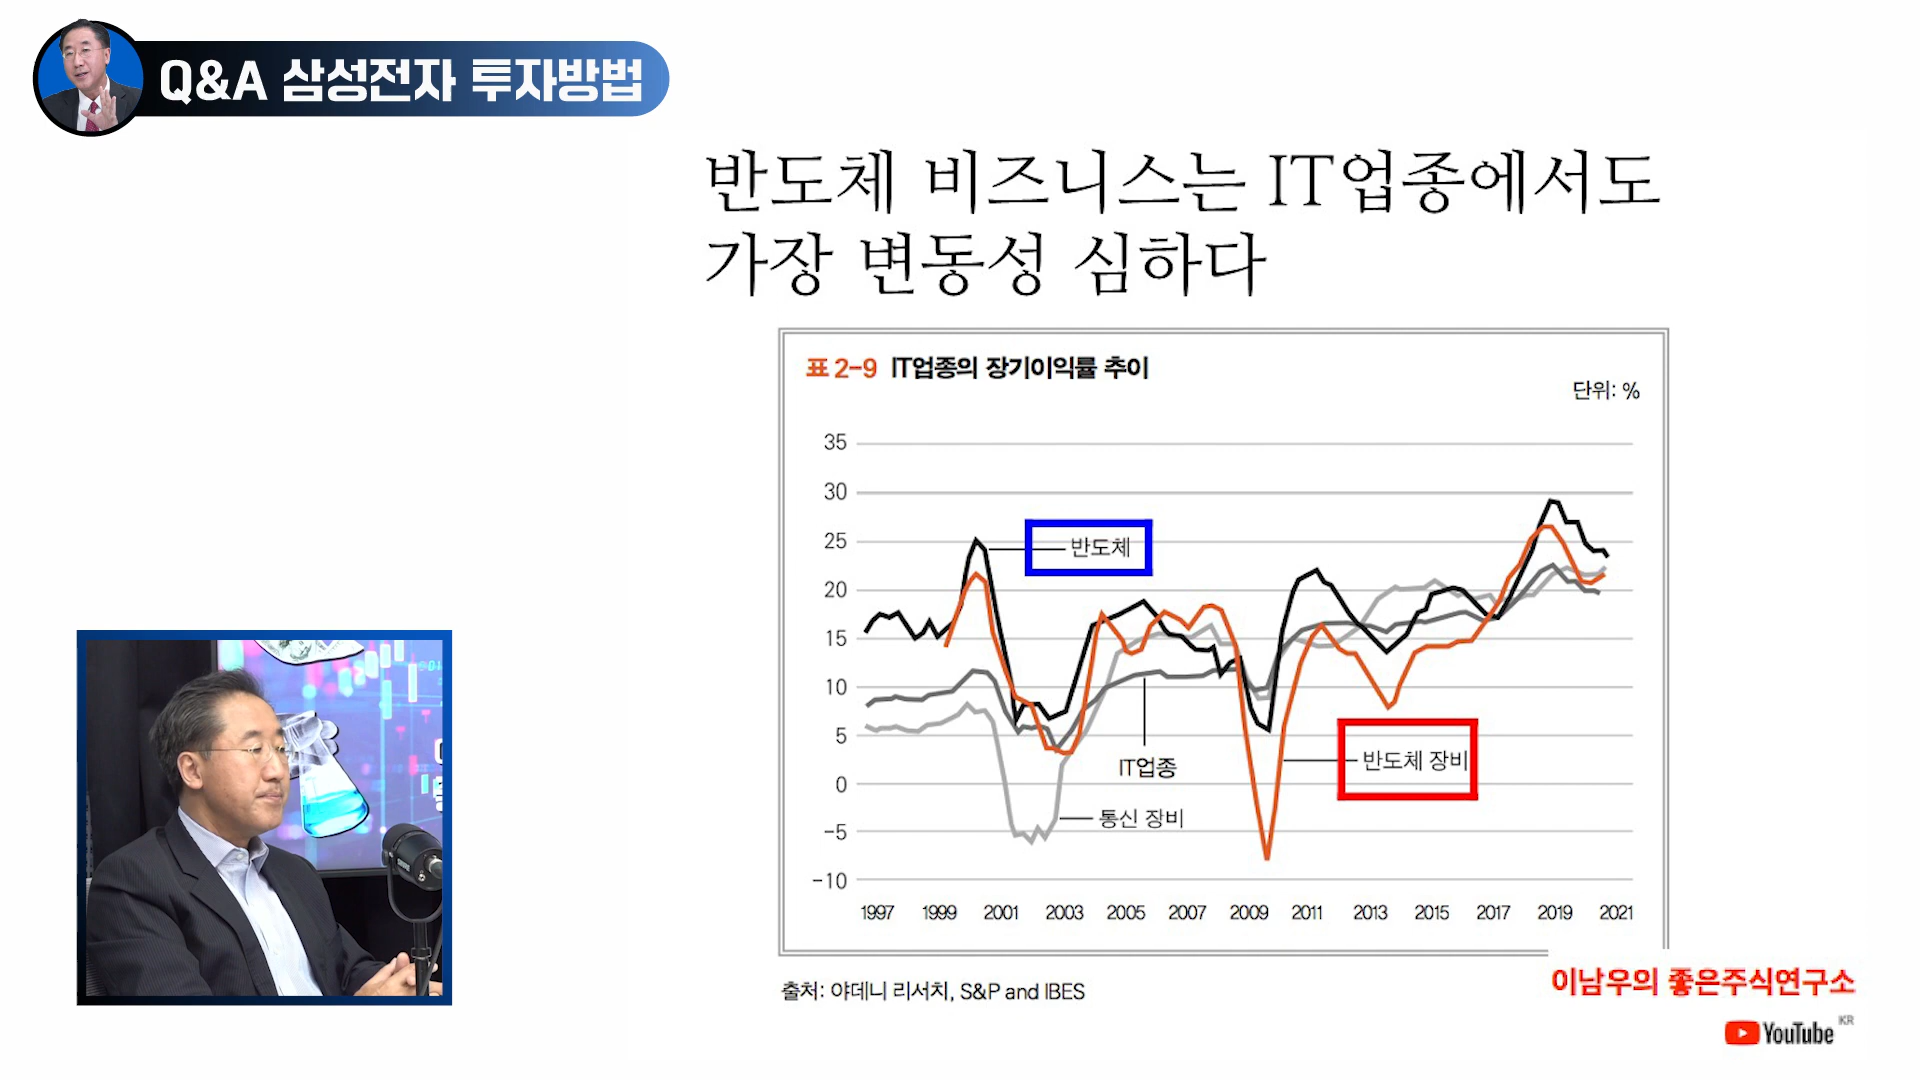 Q&A 삼성전자 투자방법
반도체 비즈니스는 IT업종에서도
가장 변동성 심하다
표 2-9 IT업종의 장기이익률 추이
단위: %
35
30
25
20
15
10
5
0
-5
-10
반도체
IT업종
반도체 장비
통신 장비
1997 1999 2001 2003 2005 2007 2009 2011 2013 2015 2017 2019 2021
출처: 야데니 리서치, S&P and IBES
이남우의 좋은주식연구소
YouTube KR